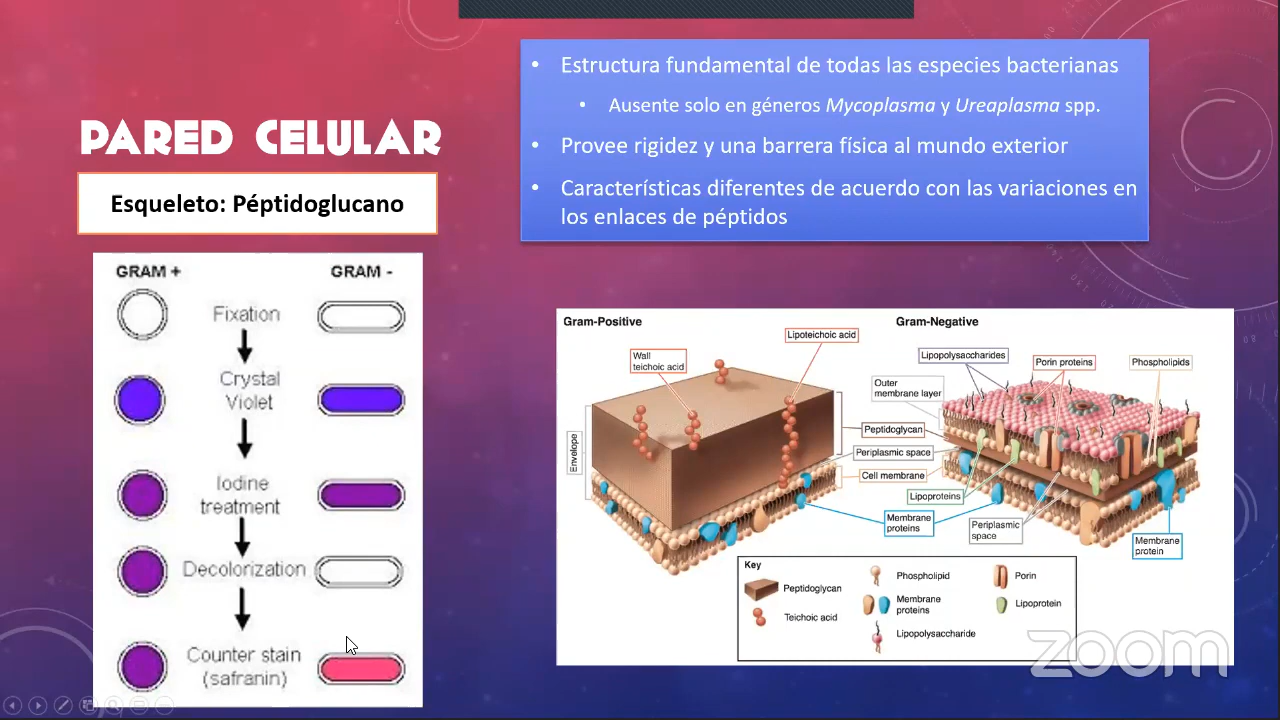 PARED CELULAR
Esqueleto: Péptidoglucano
• Estructura fundamental de todas las especies bacterianas
• Ausente solo en géneros Mycoplasma y Ureaplasma spp.
• Provee rigidez y una barrera física al mundo exterior
• Características diferentes de acuerdo con las variaciones en
los enlaces de péptidos
GRAM +
GRAM -
Fixation
Crystal
Violet
Iodine
treatment
Decolorization
Counter stain
(safranin)
Gram-Positive
Gram-Negative
Lipoteichoic acid
Wall
teichoic acid
Envelope
Lipopolysaccharides
Porin proteins
Phospholipids
Outer
membrane layer
Peptidoglycan
Periplasmic space
Cell membrane
Lipoproteins
Membrane
proteins
Periplasmic
space
Membrane
protein
Key
Peptidoglycan
Teichoic acid
Phospholipid
Membrane
proteins
Lipopolysaccharide
Porin
Lipoprotein
zoom